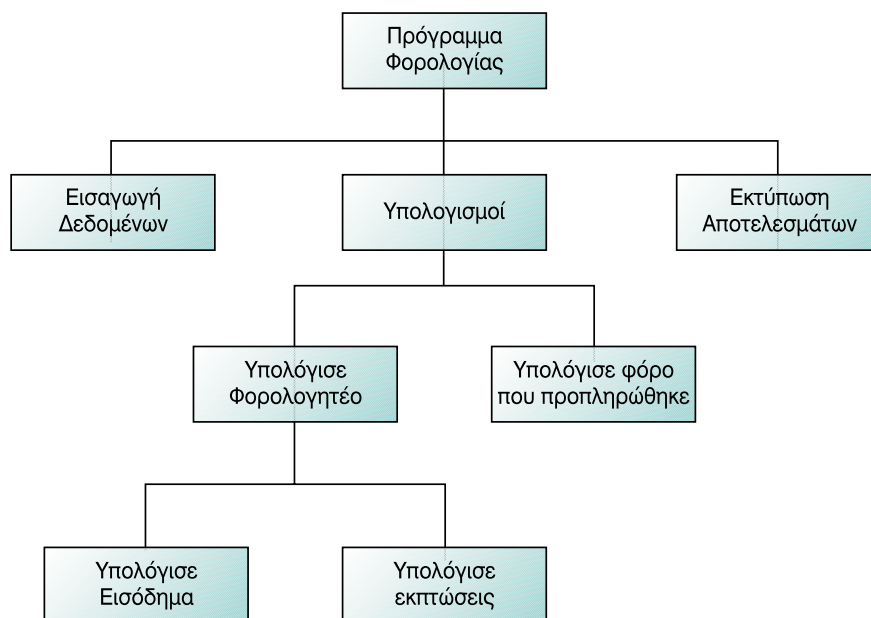 Πρόγραμμα
Φορολογίας
Εισαγωγή
Δεδομένων
Υπολογισμοί
Εκτύπωση
Αποτελεσμάτων
Υπολόγισε
Φορολογητέο
Υπολόγισε φόρο
που προπληρώθηκε
Υπολόγισε
Εισόδημα
Υπολόγισε
εκπτώσεις